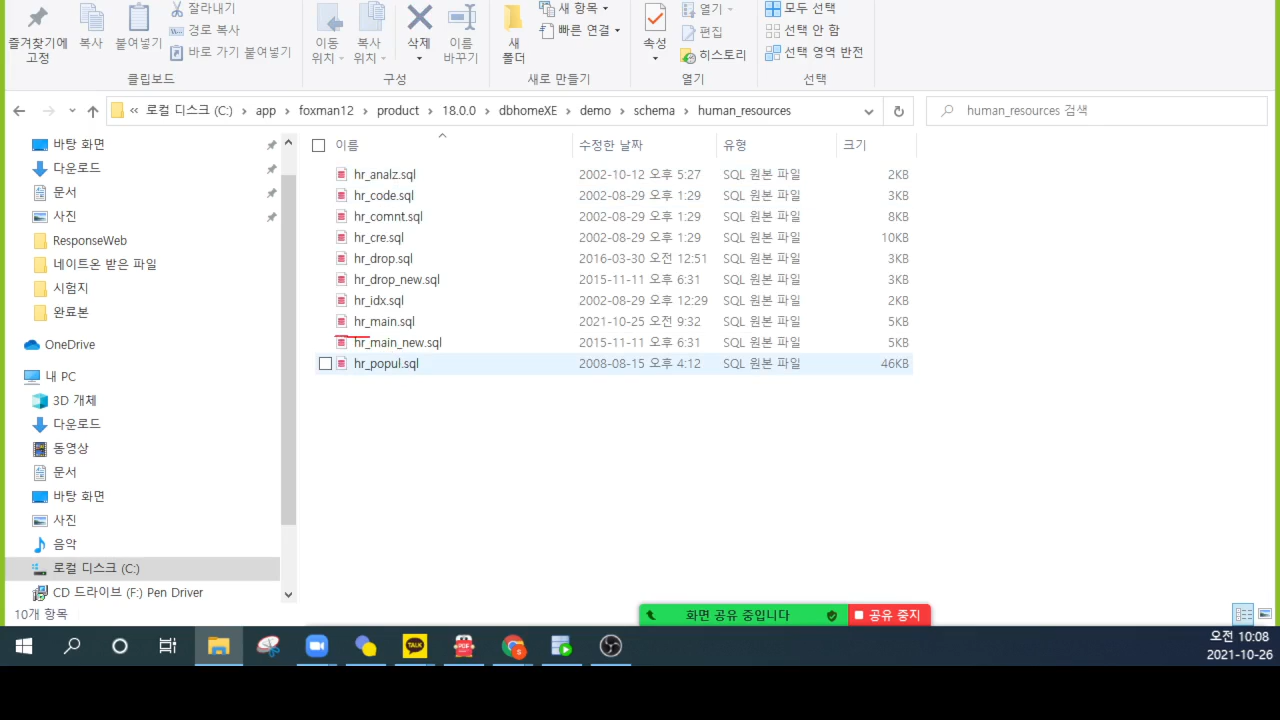 잘라내기
경로 복사
바로 가기 붙여넣기
즐겨찾기에
고정
복사
붙여넣기
클립보드
이동
위치
복사
위치
삭제
이름
바꾸기
구성
새
폴더
새 항목
빠른 연결
새로 만들기
속성
열기
편집
히스토리
열기
모두 선택
선택 안 함
선택 영역 반전
선택
« 로컬 디스크 (C:) > app > foxman12 > product > 18.0.0 > dbhomeXE > demo > schema > human_resources
human_resources 검색
바탕 화면
다운로드
문서
사진
ResponseWeb
네이트온 받은 파일
시험지
완료본
OneDrive
내 PC
3D 개체
다운로드
동영상
문서
바탕 화면
사진
음악
로컬 디스크 (C:)
CD 드라이브 (F:) Pen Driver
이름 수정한 날짜 유형 크기
hr_analz.sql 2002-10-12 오후 5:27 SQL 원본 파일 2KB
hr_code.sql 2002-08-29 오후 1:29 SQL 원본 파일 3KB
hr_comnt.sql 2002-08-29 오후 1:29 SQL 원본 파일 8KB
hr_cre.sql 2002-08-29 오후 1:29 SQL 원본 파일 10KB
hr_drop.sql 2016-03-30 오전 12:51 SQL 원본 파일 3KB
hr_drop_new.sql 2015-11-11 오후 6:31 SQL 원본 파일 3KB
hr_idx.sql 2002-08-29 오후 12:29 SQL 원본 파일 2KB
hr_main.sql 2021-10-25 오전 9:32 SQL 원본 파일 5KB
hr_main_new.sql 2015-11-11 오후 6:31 SQL 원본 파일 5KB
hr_popul.sql 2008-08-15 오후 4:12 SQL 원본 파일 46KB
10개 항목
화면 공유 중입니다
공유 중지
TALK
PDF
오전 10:08
2021-10-26